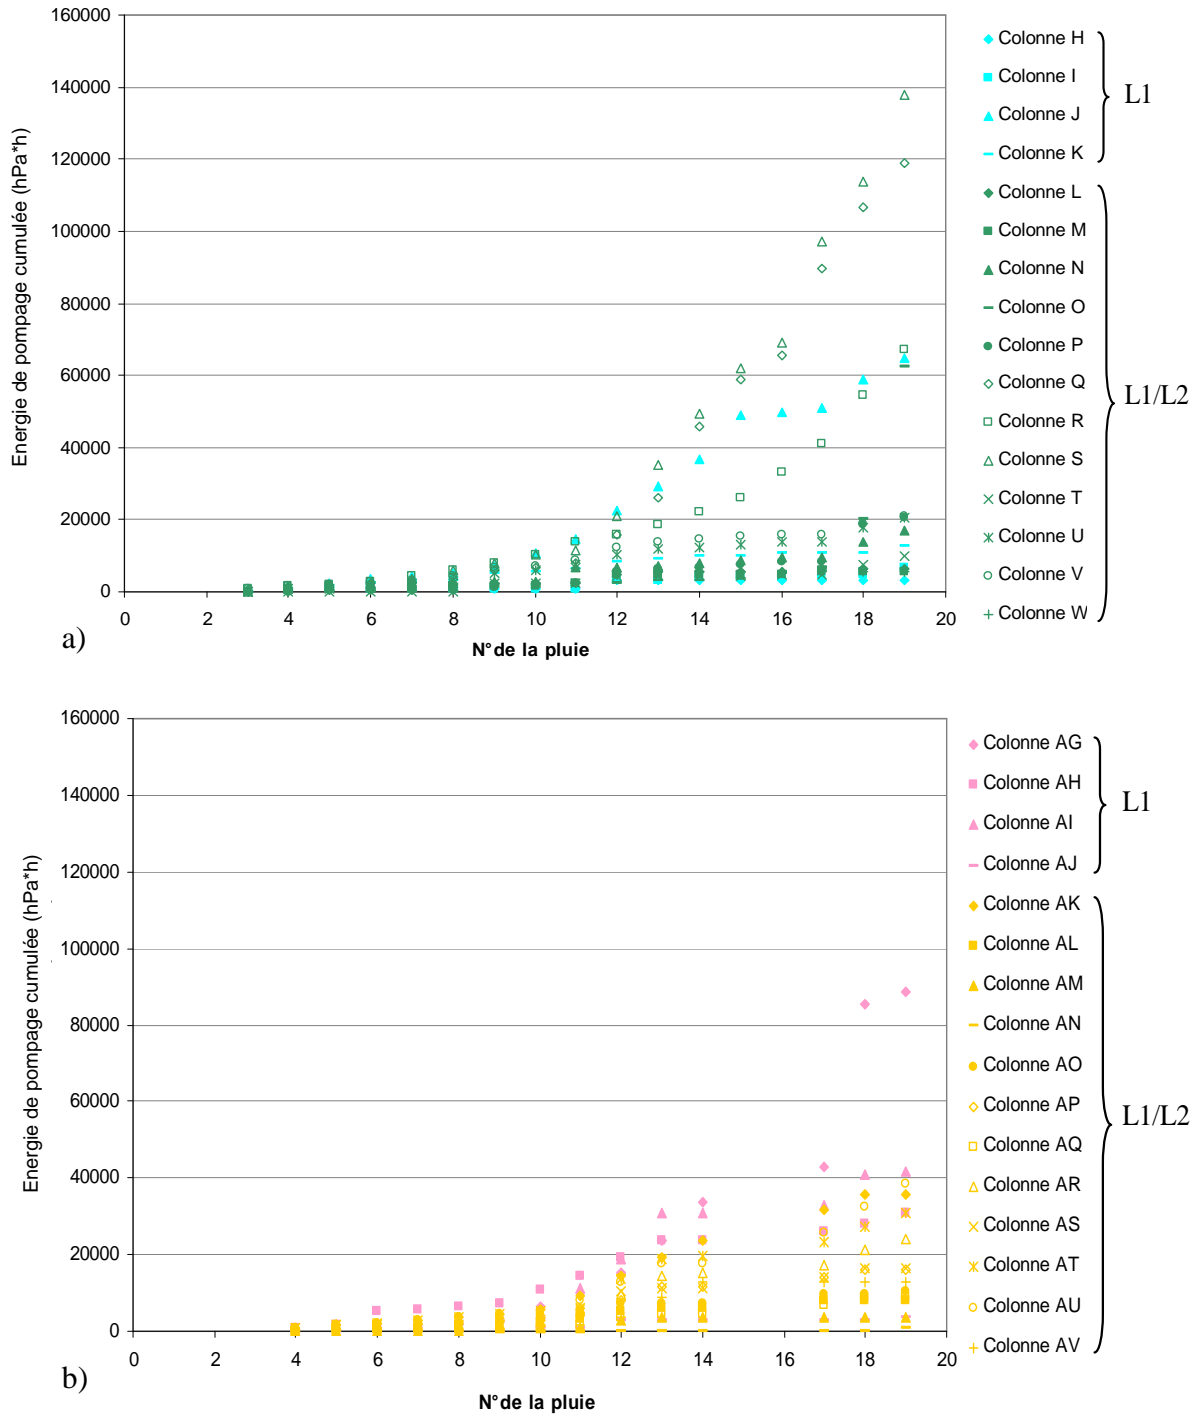 160000
140000
120000
100000
80000
60000
40000
20000
0
Energie de pompage cumulée (hPa*h)
0 2 4 6 8 10 12 14 16 18 20
N°de la pluie
a)
Colonne H
Colonne I
Colonne J
Colonne K
L1
Colonne L
Colonne M
Colonne N
Colonne O
Colonne P
Colonne Q
Colonne R
Colonne S
Colonne T
Colonne U
Colonne V
Colonne W
L1/L2
160000
140000
120000
100000
80000
60000
40000
20000
0
Energie de pompage cumulée (hPa*h)
0 2 4 6 8 10 12 14 16 18 20
N°de la pluie
b)
Colonne AG
Colonne AH
Colonne AI
Colonne AJ
L1
Colonne AK
Colonne AL
Colonne AM
Colonne AN
Colonne AO
Colonne AP
Colonne AQ
Colonne AR
Colonne AS
Colonne AT
Colonne AU
Colonne AV
L1/L2